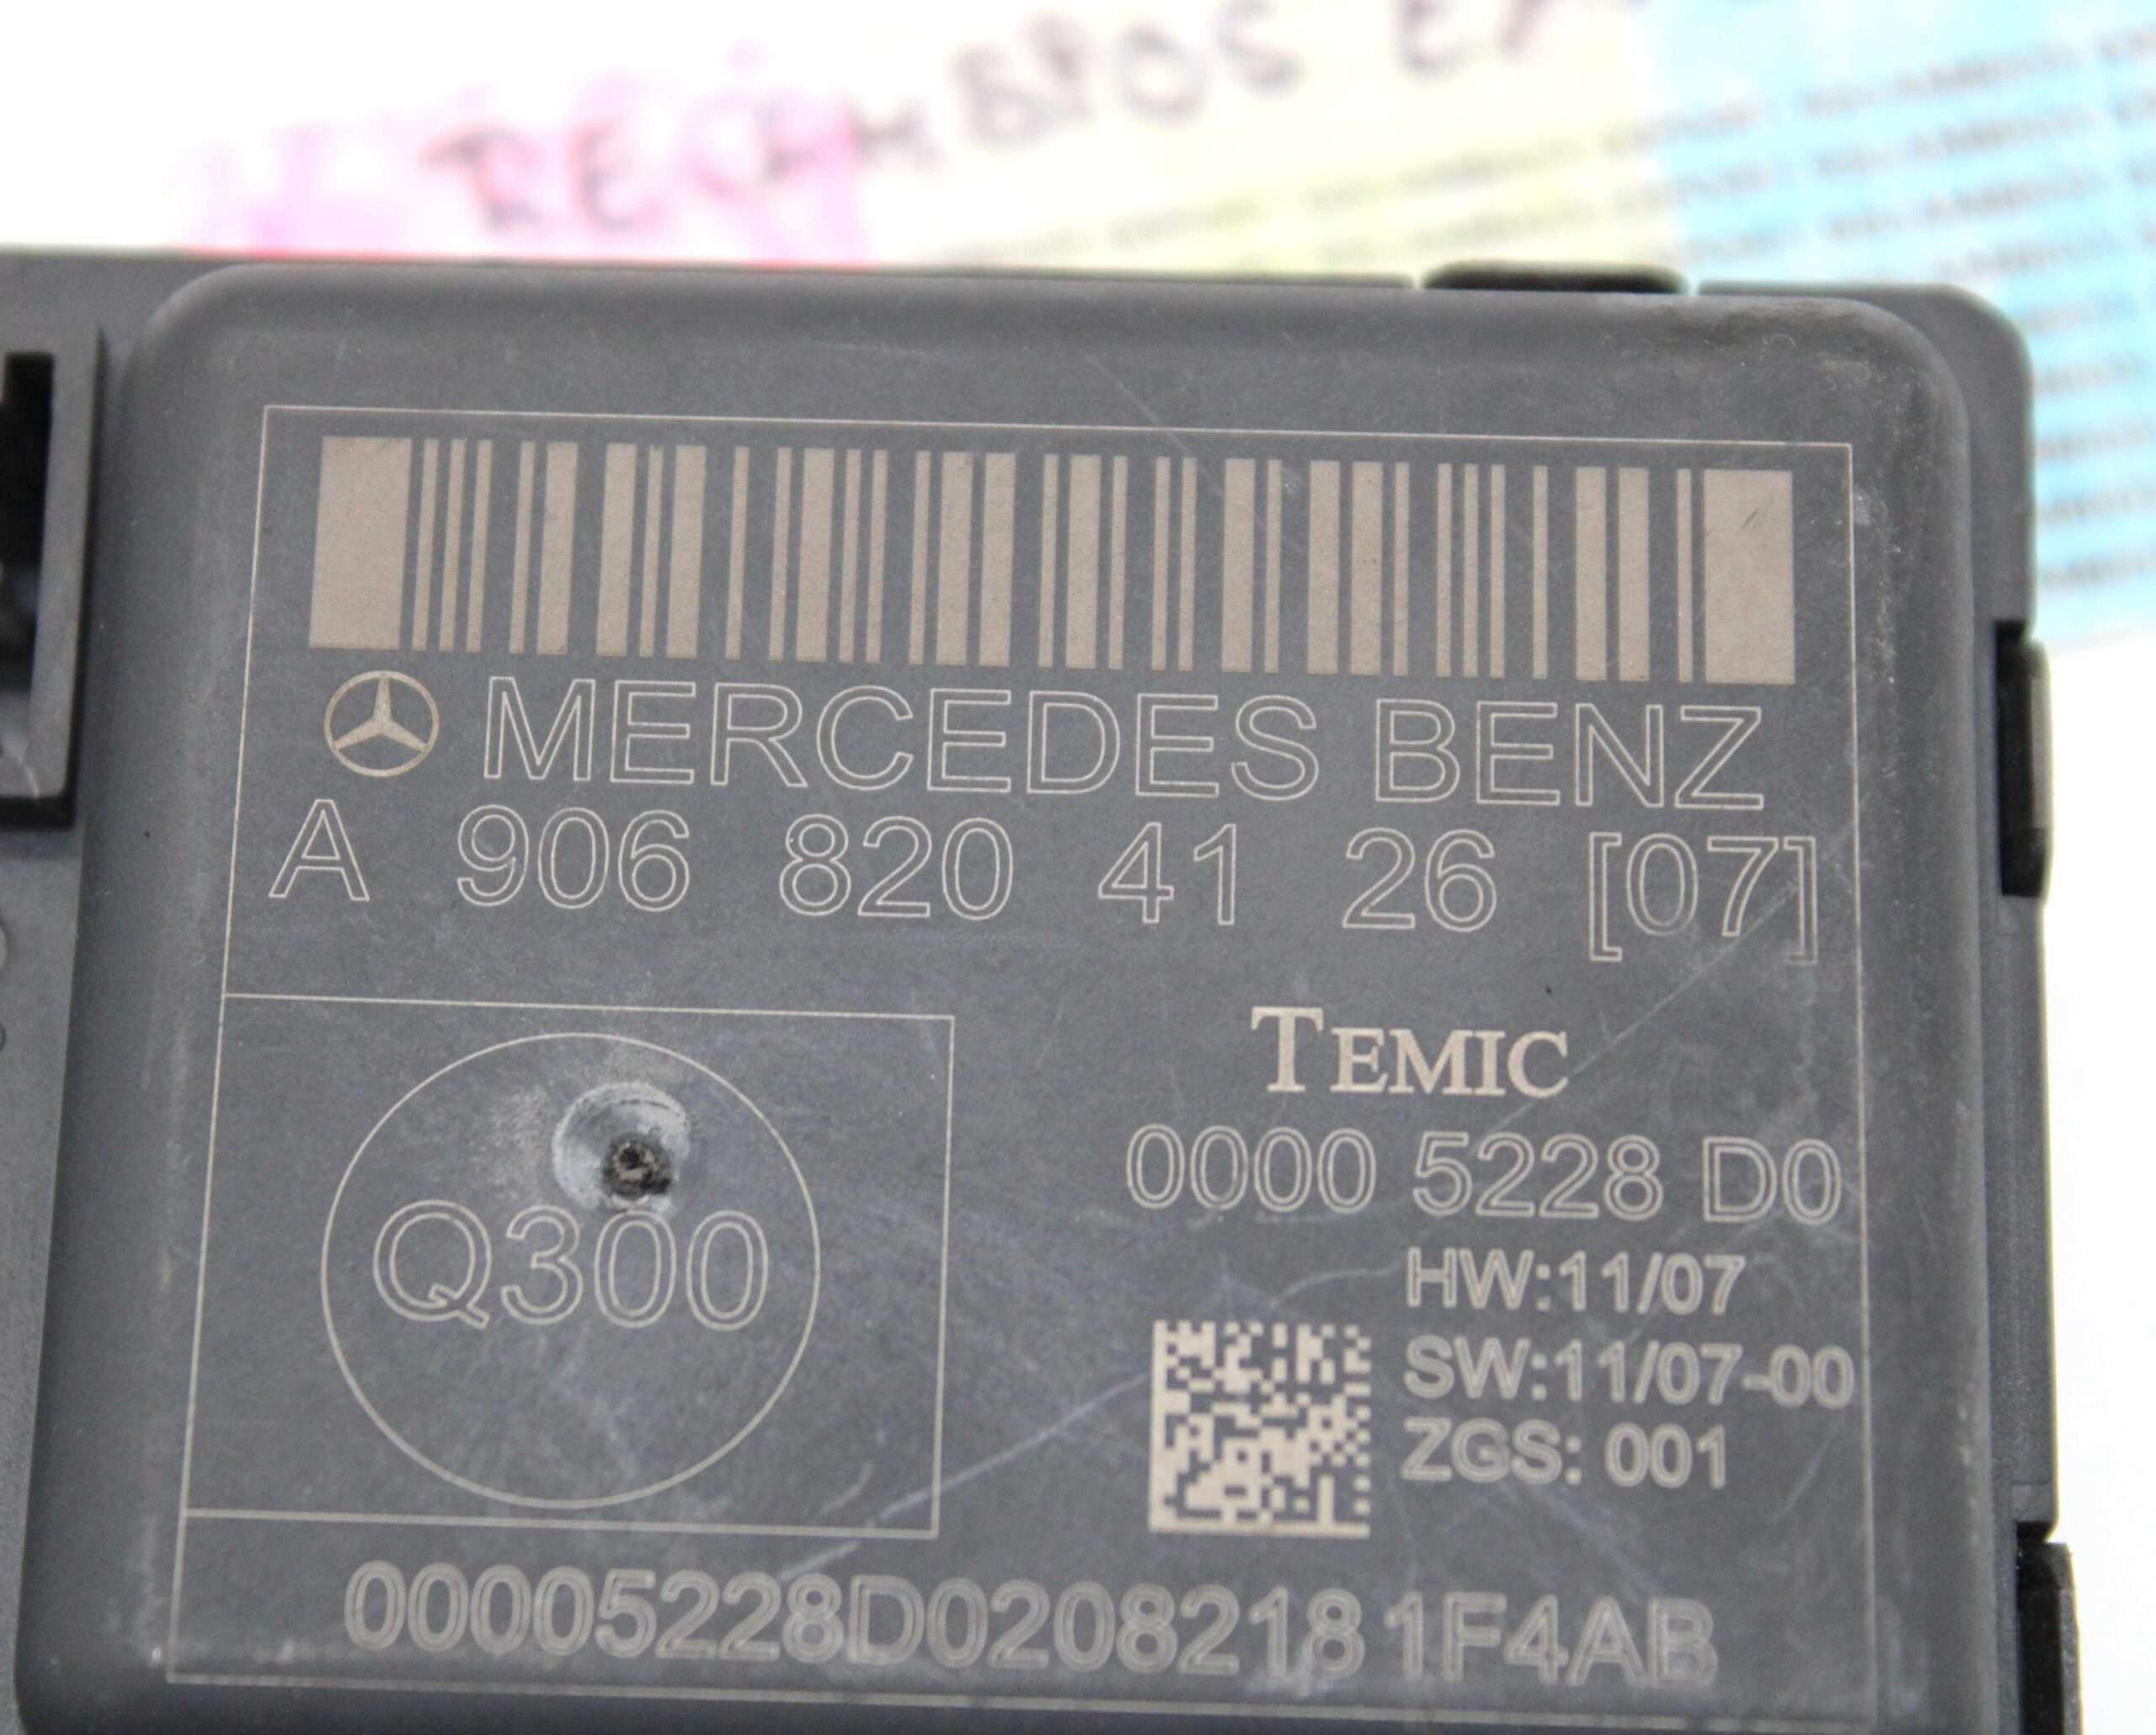 MERCEDES BENZ
A 906 820 41 26 [07]
TEMIC
0000 5228 D0
HW:11/07
SW:11/07-00
ZGS: 001
Q300
00005228D02082181F4AB